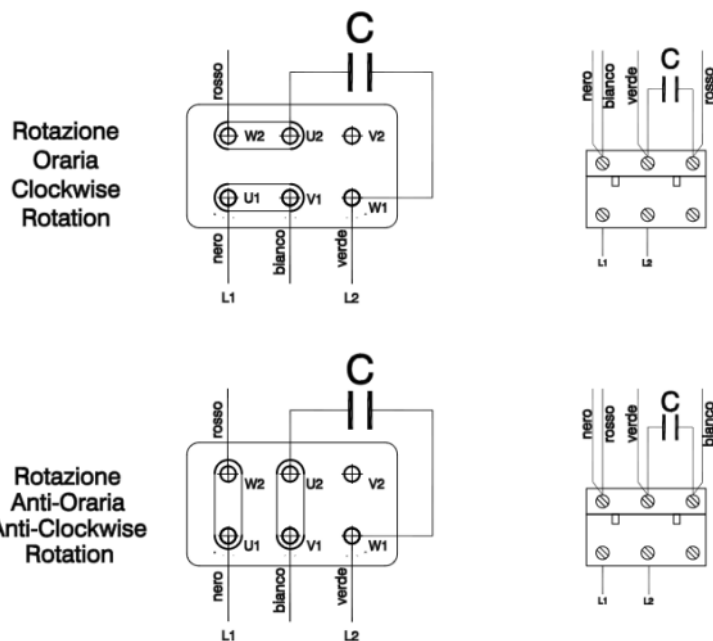 Rotazione
Oraria
Clockwise
Rotation
C
rosso
W2
U2
V2
U1
V1
W1
nero
bianco
verde
L1
L2
nero
bianco
verde
C
rosso
L1
L2
Rotazione
Anti-Oraria
Anti-Clockwise
Rotation
C
rosso
W2
U2
V2
U1
V1
W1
nero
bianco
verde
L1
L2
nero
rosso
verde
C
bianco
L1
L2